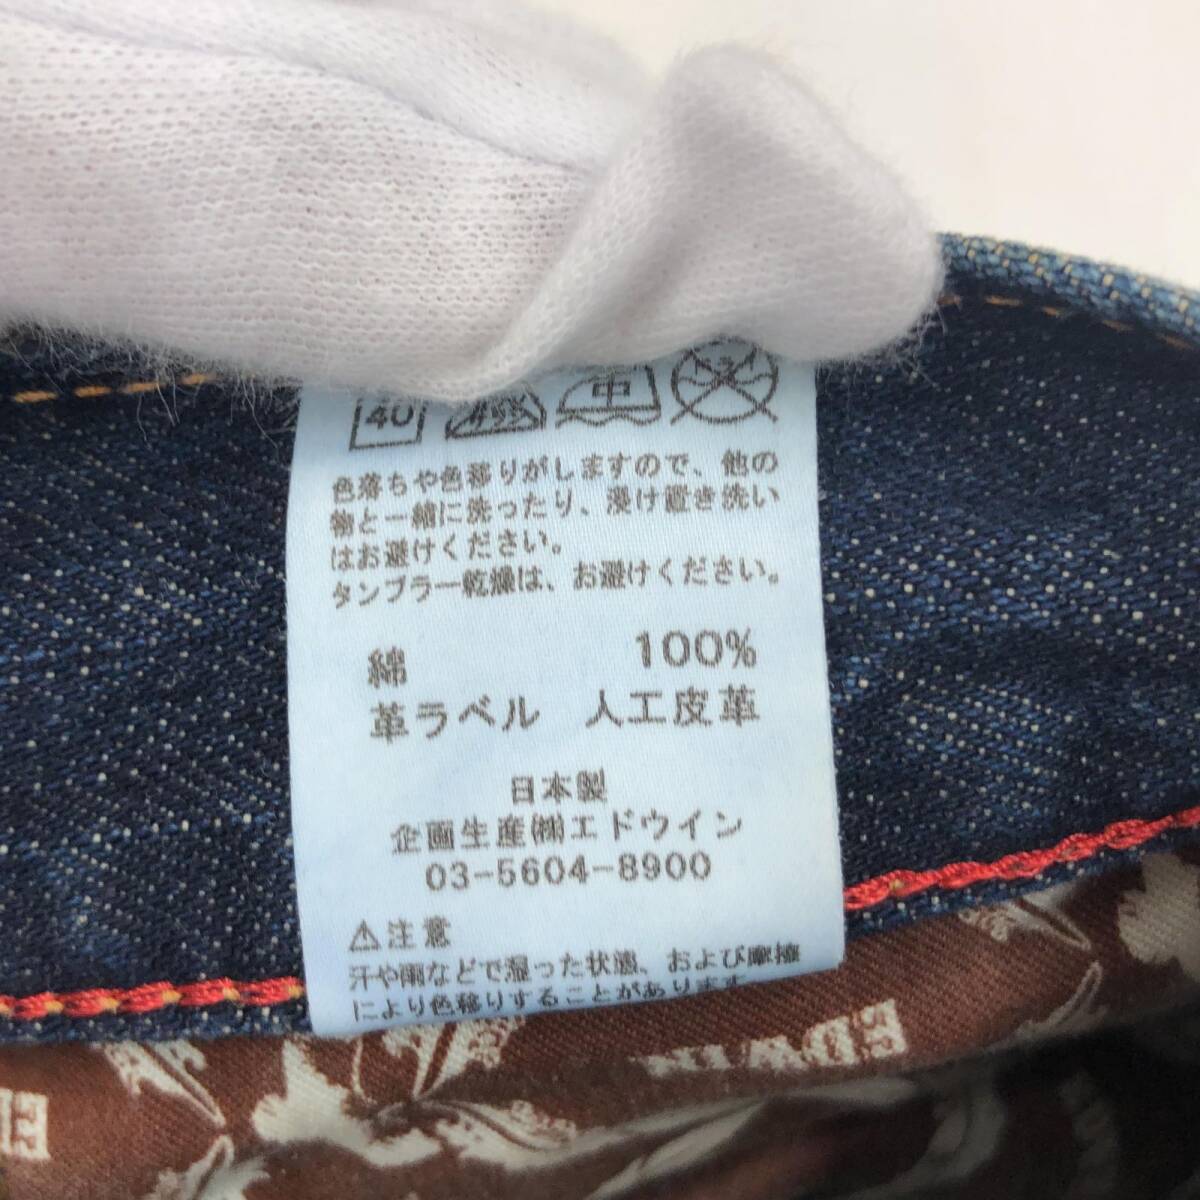 40 中
色落ちや色移りがしますので、他の
物と一緒に洗ったり、浸け置き洗い
はお避けください。
タンブラー乾燥は、お避けください。
綿 100%
革ラベル 人工皮革
日本製
企画生産㈱エドウイン
03-5604-8900
⚠注意
汗や雨などで湿った状態、および摩擦
により色移りすることがあります
EDWIN
E